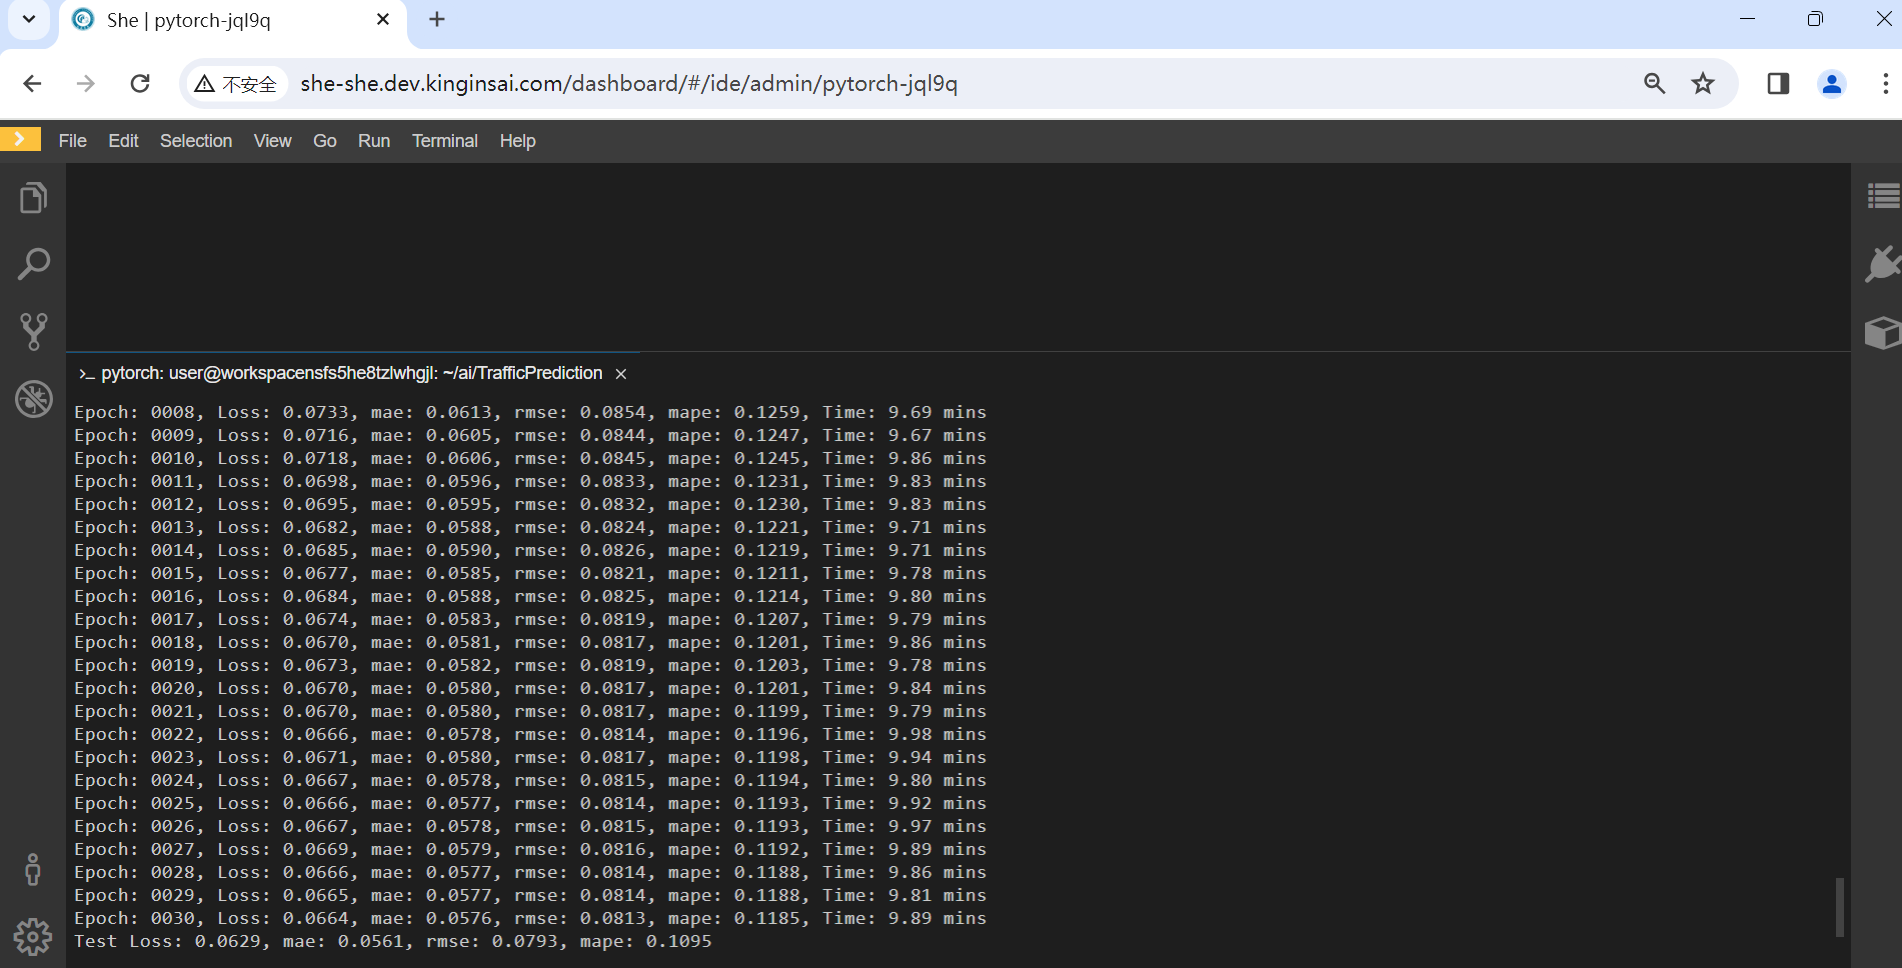 She | pytorch-jql9q
不安全 she-she.dev.kinginsai.com/dashboard/#/ide/admin/pytorch-jql9q
File Edit Selection View Go Run Terminal Help
>_ pytorch: user@workspacensfs5he8tzlwhgjl: ~/ai/TrafficPrediction
Epoch: 0008, Loss: 0.0733, mae: 0.0613, rmse: 0.0854, mape: 0.1259, Time: 9.69 mins
Epoch: 0009, Loss: 0.0716, mae: 0.0605, rmse: 0.0844, mape: 0.1247, Time: 9.67 mins
Epoch: 0010, Loss: 0.0718, mae: 0.0606, rmse: 0.0845, mape: 0.1245, Time: 9.86 mins
Epoch: 0011, Loss: 0.0698, mae: 0.0596, rmse: 0.0833, mape: 0.1231, Time: 9.83 mins
Epoch: 0012, Loss: 0.0695, mae: 0.0595, rmse: 0.0832, mape: 0.1230, Time: 9.83 mins
Epoch: 0013, Loss: 0.0682, mae: 0.0588, rmse: 0.0824, mape: 0.1221, Time: 9.71 mins
Epoch: 0014, Loss: 0.0685, mae: 0.0590, rmse: 0.0826, mape: 0.1219, Time: 9.71 mins
Epoch: 0015, Loss: 0.0677, mae: 0.0585, rmse: 0.0821, mape: 0.1211, Time: 9.78 mins
Epoch: 0016, Loss: 0.0684, mae: 0.0588, rmse: 0.0825, mape: 0.1214, Time: 9.80 mins
Epoch: 0017, Loss: 0.0674, mae: 0.0583, rmse: 0.0819, mape: 0.1207, Time: 9.79 mins
Epoch: 0018, Loss: 0.0670, mae: 0.0581, rmse: 0.0817, mape: 0.1201, Time: 9.86 mins
Epoch: 0019, Loss: 0.0673, mae: 0.0582, rmse: 0.0819, mape: 0.1203, Time: 9.78 mins
Epoch: 0020, Loss: 0.0670, mae: 0.0580, rmse: 0.0817, mape: 0.1201, Time: 9.84 mins
Epoch: 0021, Loss: 0.0670, mae: 0.0580, rmse: 0.0817, mape: 0.1199, Time: 9.79 mins
Epoch: 0022, Loss: 0.0666, mae: 0.0578, rmse: 0.0814, mape: 0.1196, Time: 9.98 mins
Epoch: 0023, Loss: 0.0671, mae: 0.0580, rmse: 0.0817, mape: 0.1198, Time: 9.94 mins
Epoch: 0024, Loss: 0.0667, mae: 0.0578, rmse: 0.0815, mape: 0.1194, Time: 9.80 mins
Epoch: 0025, Loss: 0.0666, mae: 0.0577, rmse: 0.0814, mape: 0.1193, Time: 9.92 mins
Epoch: 0026, Loss: 0.0667, mae: 0.0578, rmse: 0.0815, mape: 0.1193, Time: 9.97 mins
Epoch: 0027, Loss: 0.0669, mae: 0.0579, rmse: 0.0816, mape: 0.1192, Time: 9.89 mins
Epoch: 0028, Loss: 0.0666, mae: 0.0577, rmse: 0.0814, mape: 0.1188, Time: 9.86 mins
Epoch: 0029, Loss: 0.0665, mae: 0.0577, rmse: 0.0814, mape: 0.1188, Time: 9.81 mins
Epoch: 0030, Loss: 0.0664, mae: 0.0576, rmse: 0.0813, mape: 0.1185, Time: 9.89 mins
Test Loss: 0.0629, mae: 0.0561, rmse: 0.0793, mape: 0.1095